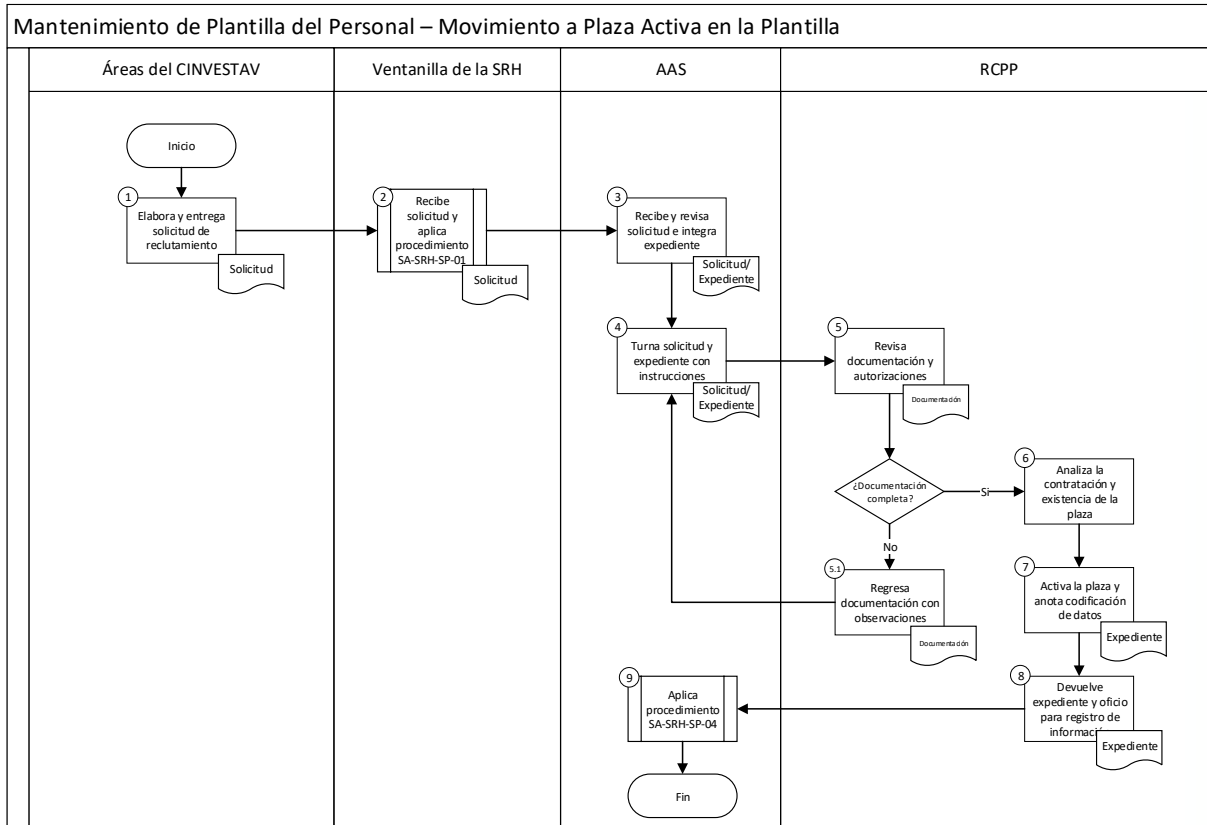 Mantenimiento de Plantilla del Personal – Movimiento a Plaza Activa en la Plantilla
Áreas del CINVESTAV
Ventanilla de la SRH
AAS
RCPP
Inicio
1
Elabora y entrega
solicitud de
reclutamiento
Solicitud
2
Recibe
solicitud y
aplica
procedimiento
SA-SRH-SP-01
Solicitud
3
Recibe y revisa
solicitud e integra
expediente
Solicitud/
Expediente
4
Turna solicitud y
expediente con
instrucciones
Solicitud/
Expediente
5
Revisa
documentación y
autorizaciones
Documentación
¿Documentación
completa?
Si
No
6
Analiza la
contratación y
existencia de la
plaza
5.1
Regresa
documentación con
observaciones
Documentación
7
Activa la plaza y
anota codificación
de datos
Expediente
8
Devuelve
expediente y oficio
para registro de
información
Expediente
9
Aplica
procedimiento
SA-SRH-SP-04
Fin